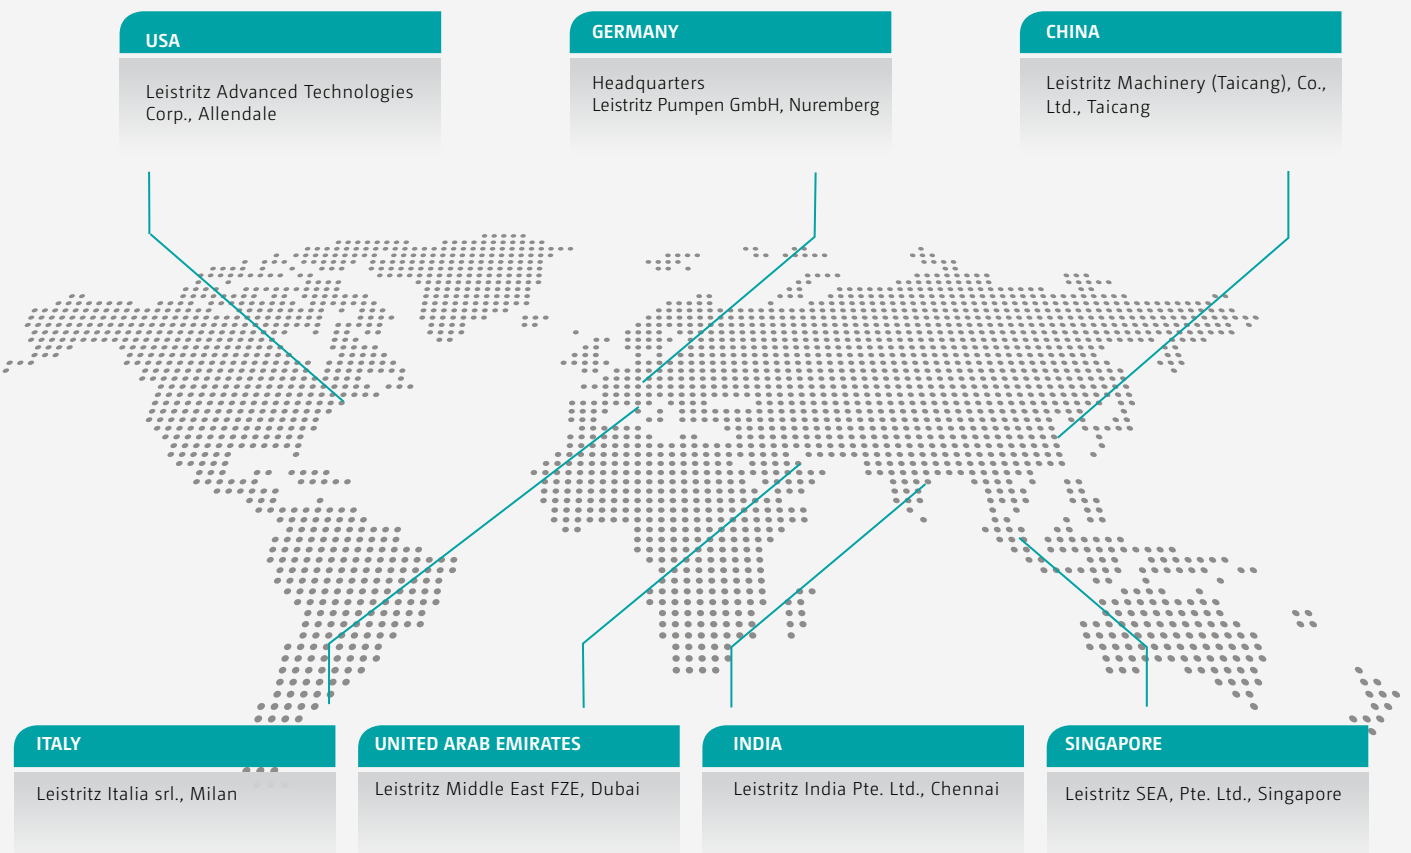 USA
Leistritz Advanced Technologies
Corp., Allendale
GERMANY
Headquarters
Leistritz Pumpen GmbH, Nuremberg
CHINA
Leistritz Machinery (Taicang), Co.,
Ltd., Taicang
ITALY
Leistritz Italia srl., Milan
UNITED ARAB EMIRATES
Leistritz Middle East FZE, Dubai
INDIA
Leistritz India Pte. Ltd., Chennai
SINGAPORE
Leistritz SEA, Pte. Ltd., Singapore